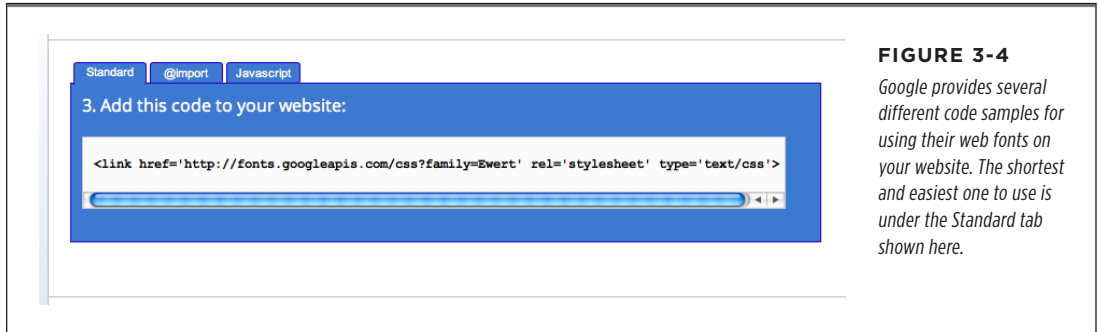 Standard @import Javascript
3. Add this code to your website:
<link href='http://fonts.googleapis.com/css?family=Ewert' rel='stylesheet' type='text/css'>
FIGURE 3-4
Google provides several
different code samples for
using their web fonts on
your website. The shortest
and easiest one to use is
under the Standard tab
shown here.